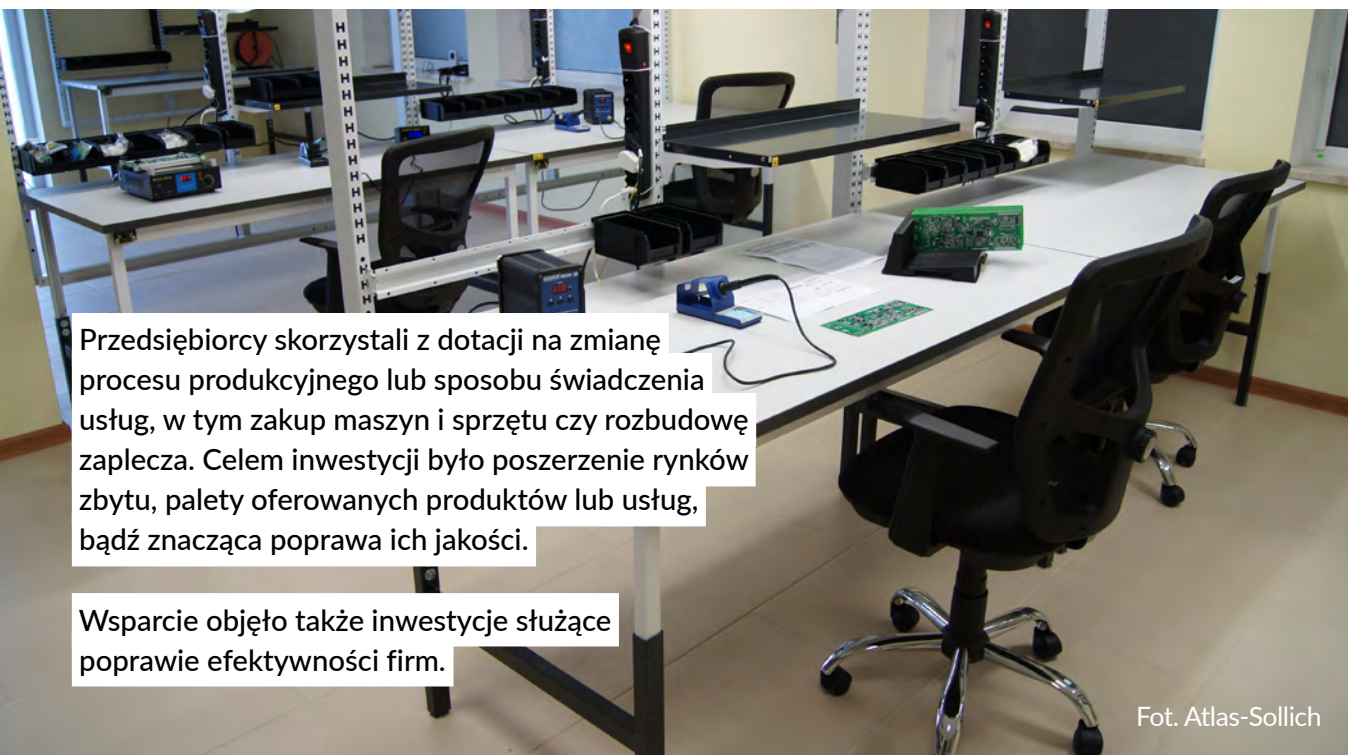 Przedsiębiorcy skorzystali z dotacji na zmianę
procesu produkcyjnego lub sposobu świadczenia
usług, w tym zakup maszyn i sprzętu czy rozbudowę
zaplecza. Celem inwestycji było poszerzenie rynków
zbytu, palety oferowanych produktów lub usług,
bądź znacząca poprawa ich jakości.
Wsparcie objęło także inwestycje służące
poprawie efektywności firm.
Fot. Atlas-Sollich